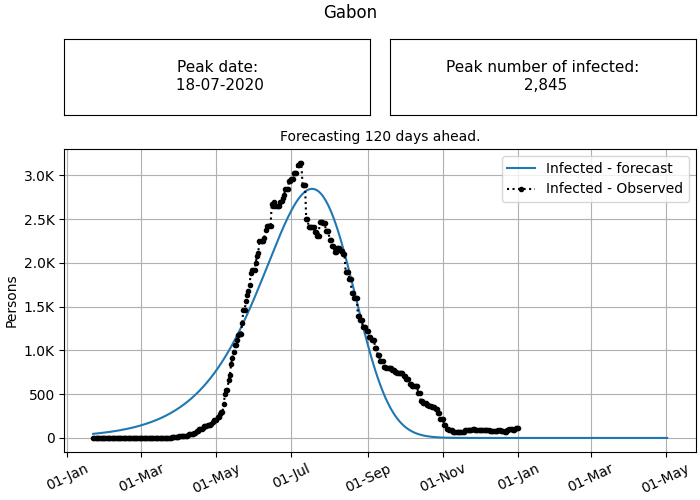 Gabon
Peak date:
18-07-2020
Peak number of infected:
2,845
Forecasting 120 days ahead.
Infected - forecast
Infected - Observed
Persons
3.0K
2.5K
2.0K
1.5K
1.0K
500
0
01-Jan
01-Mar
01-May
01-Jul
01-Sep
01-Nov
01-Jan
01-Mar
01-May